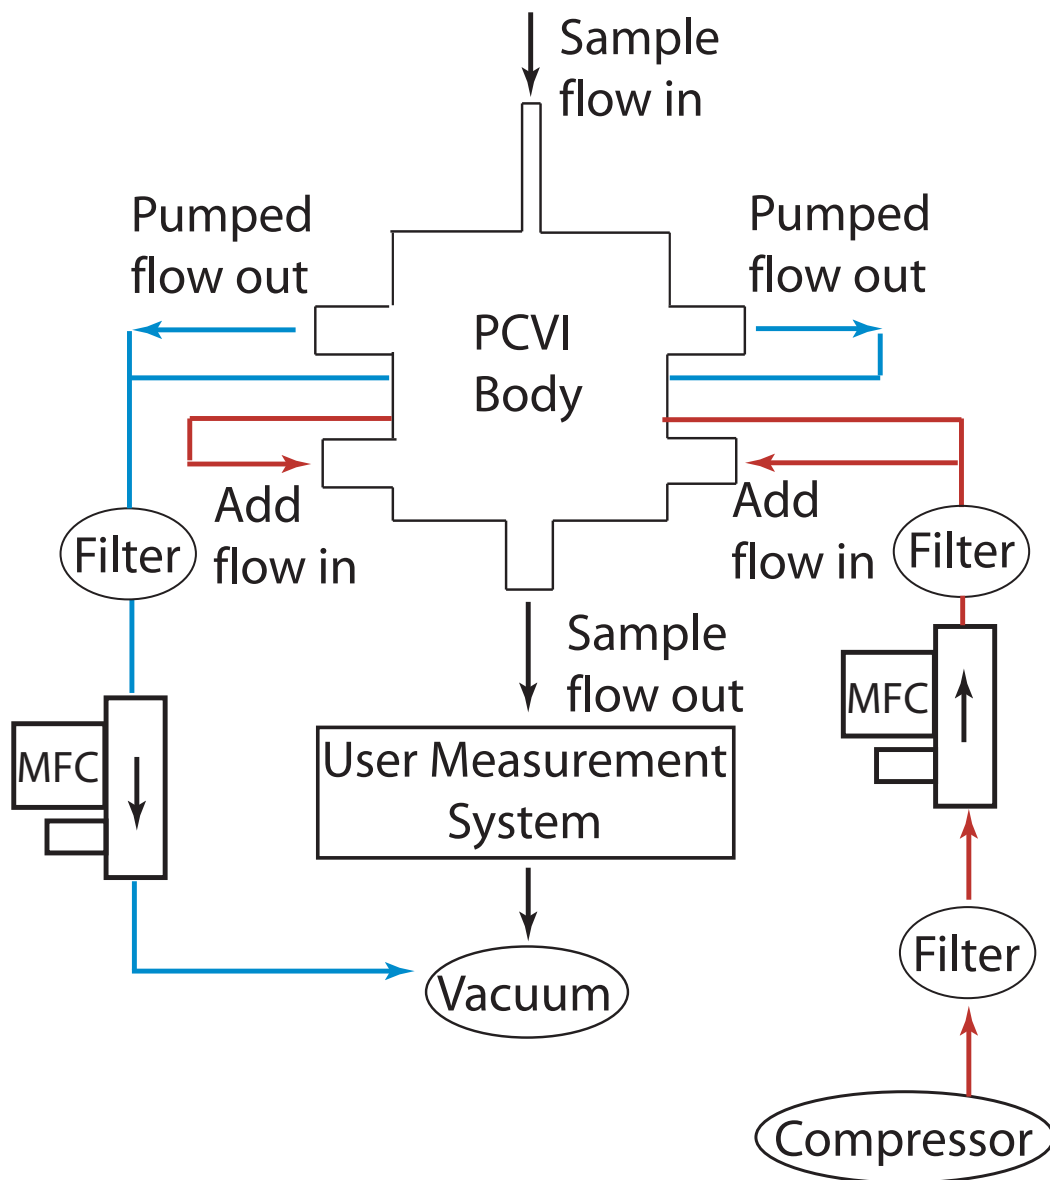 Sample
flow in
Pumped
flow out
Pumped
flow out
PCVI
Body
Add
flow in
Add
flow in
Filter
Filter
Sample
flow out
MFC
MFC
User Measurement
System
Filter
Vacuum
Compressor